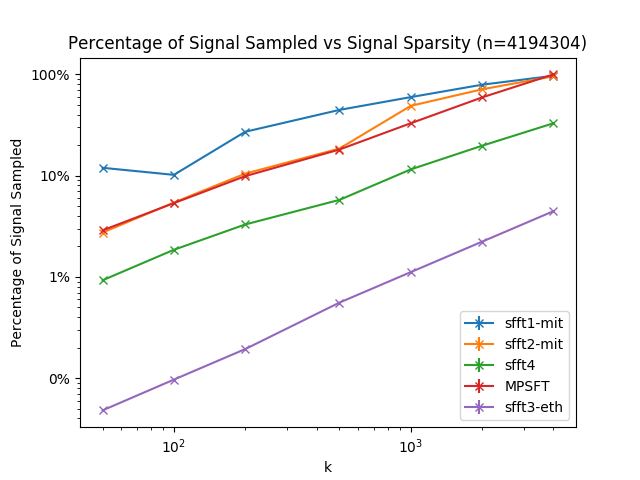 Percentage of Signal Sampled vs Signal Sparsity (n=4194304)
Percentage of Signal Sampled
100%
10%
1%
0%
10²
10³
k
sfft1-mit
sfft2-mit
sfft4
MPSFT
sfft3-eth